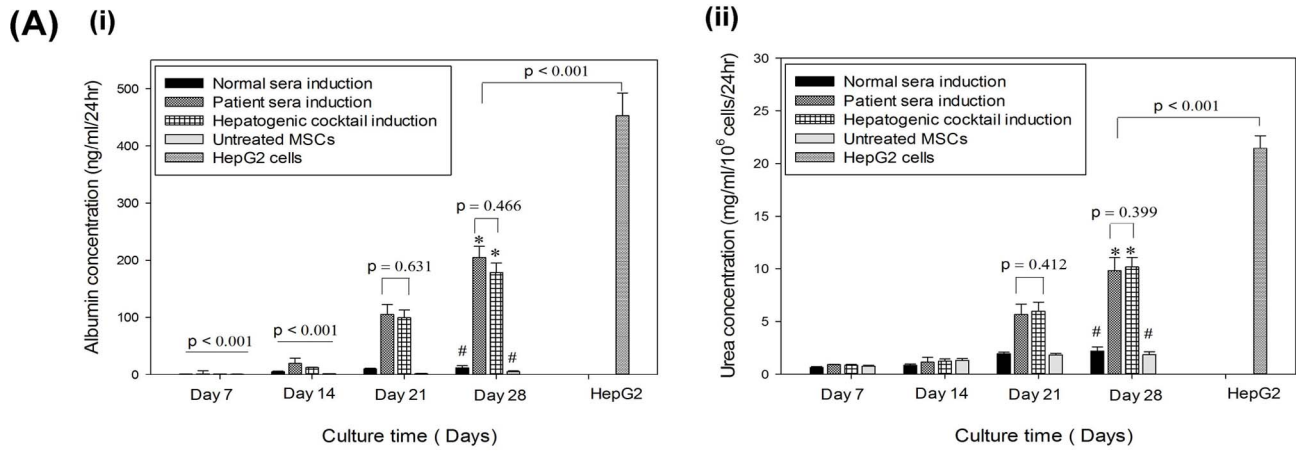 (A) (i)
Albumin concentration (ng/ml/24hr)
500
400
300
200
100
0
Normal sera induction
Patient sera induction
Hepatogenic cocktail induction
Untreated MSCs
HepG2 cells
p < 0.001
p = 0.466
* *
p = 0.631
p < 0.001
p < 0.001
# #
Day 7 Day 14 Day 21 Day 28 HepG2
Culture time ( Days)
(ii)
Urea concentration (mg/ml/10⁶ cells/24hr)
30
25
20
15
10
5
0
Normal sera induction
Patient sera induction
Hepatogenic cocktail induction
Untreated MSCs
HepG2 cells
p < 0.001
p = 0.399
* *
p = 0.412
# #
Day 7 Day 14 Day 21 Day 28 HepG2
Culture time ( Days)